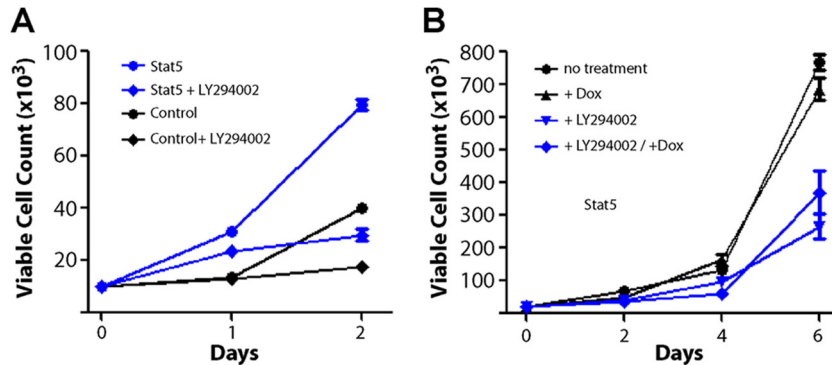 A
Viable Cell Count (x10³)
100
80
60
40
20
0
1
2
Days
Stat5
Stat5 + LY294002
Control
Control+ LY294002
B
Viable Cell Count (x10³)
800
700
600
500
400
300
200
100
0
2
4
6
Days
no treatment
+ Dox
+ LY294002
+ LY294002 / +Dox
Stat5